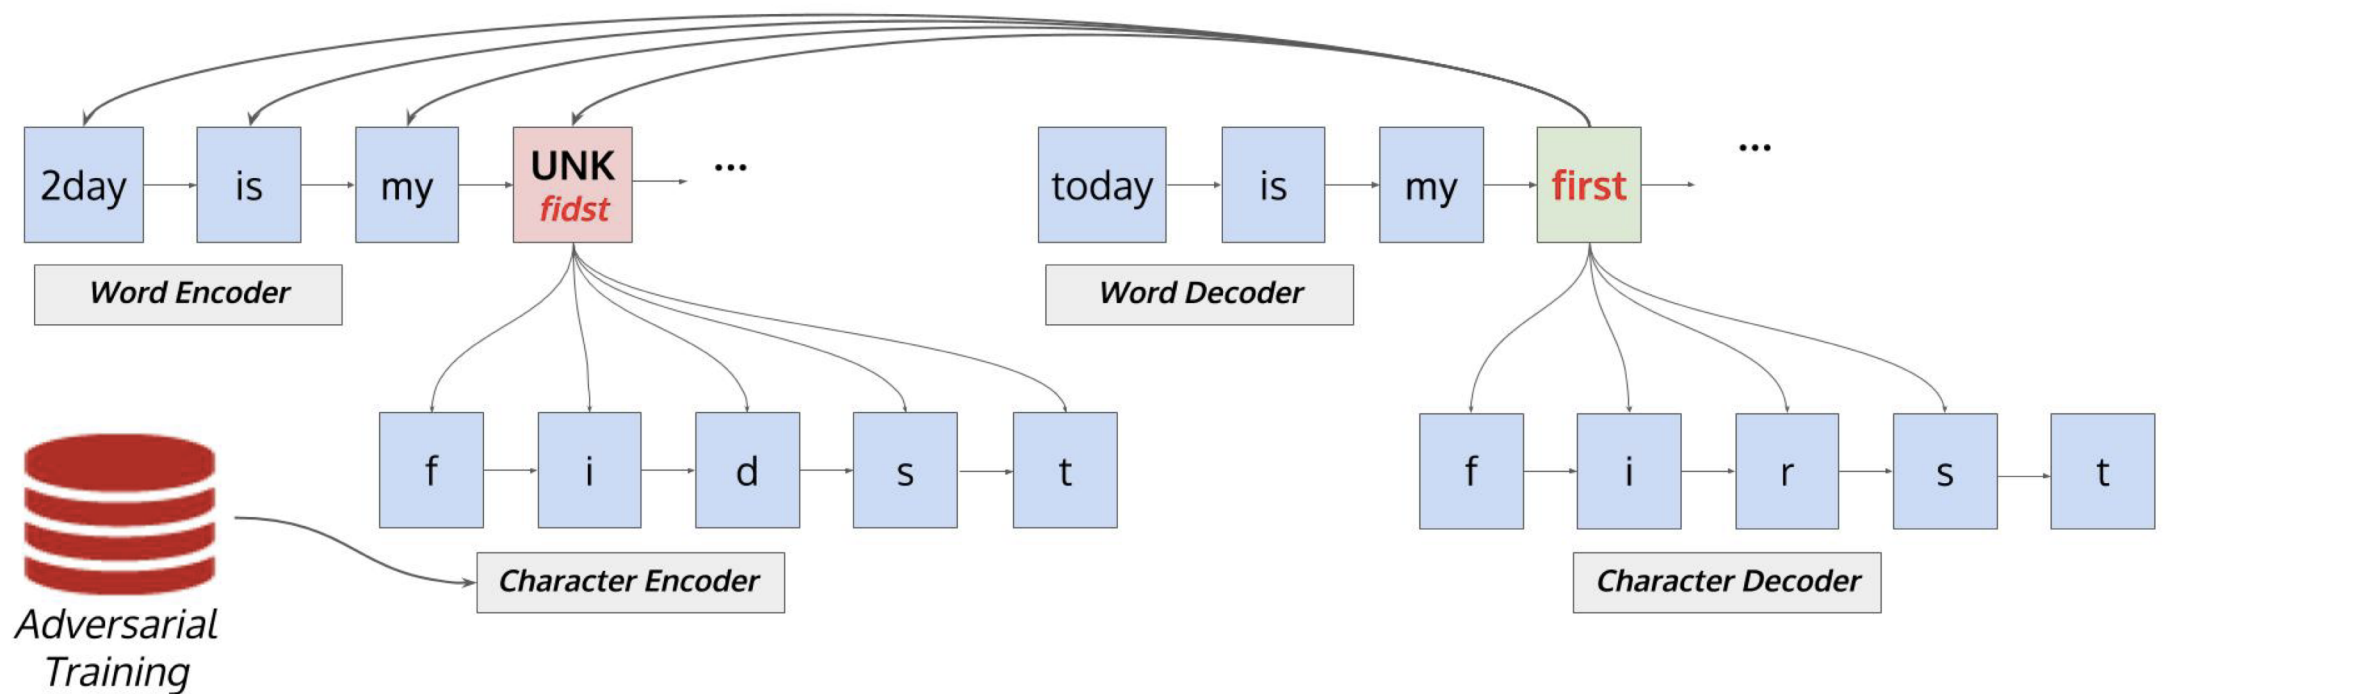 2day is my UNK ... today is my first ...
fidst
Word Encoder Word Decoder
f i d s t f i r s t
Character Encoder Character Decoder
Adversarial
Training